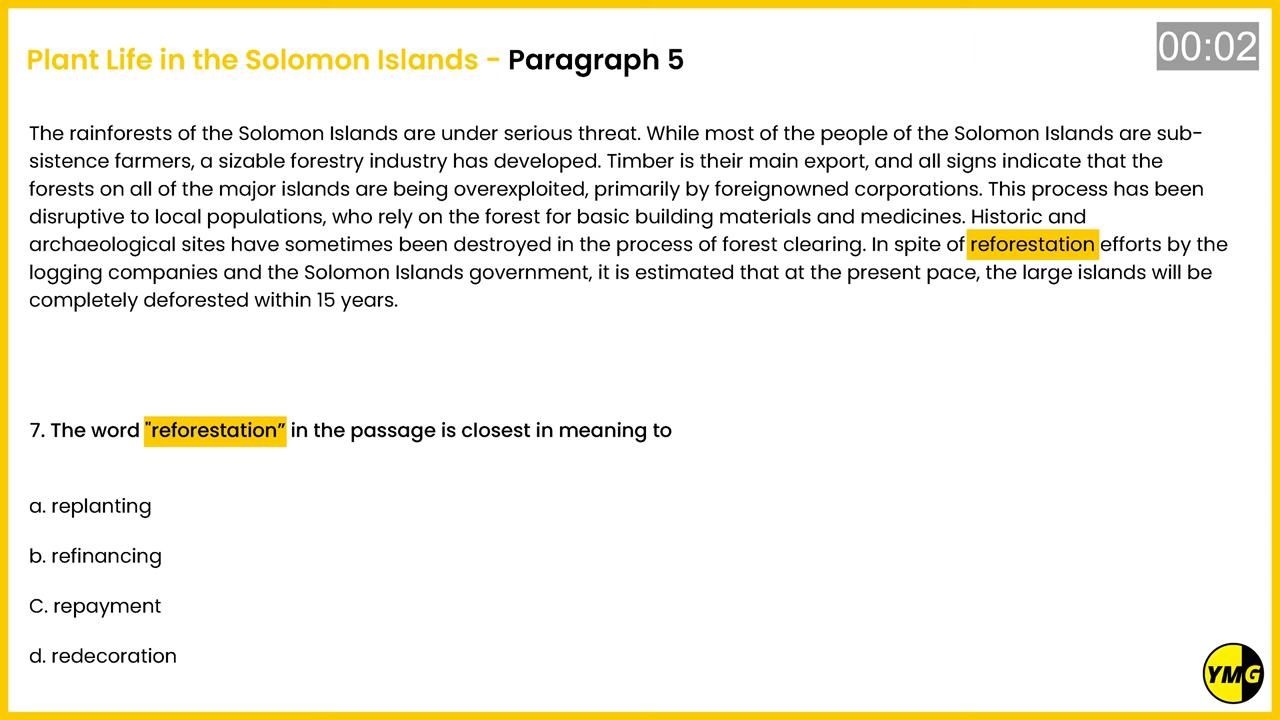 Plant Life in the Solomon Islands - Paragraph 5
00:02
The rainforests of the Solomon Islands are under serious threat. While most of the people of the Solomon Islands are sub-
sistence farmers, a sizable forestry industry has developed. Timber is their main export, and all signs indicate that the
forests on all of the major islands are being overexploited, primarily by foreignowned corporations. This process has been
disruptive to local populations, who rely on the forest for basic building materials and medicines. Historic and
archaeological sites have sometimes been destroyed in the process of forest clearing. In spite of reforestation efforts by the
logging companies and the Solomon Islands government, it is estimated that at the present pace, the large islands will be
completely deforested within 15 years.
7. The word "reforestation” in the passage is closest in meaning to
a. replanting
b. refinancing
C. repayment
d. redecoration
YMG